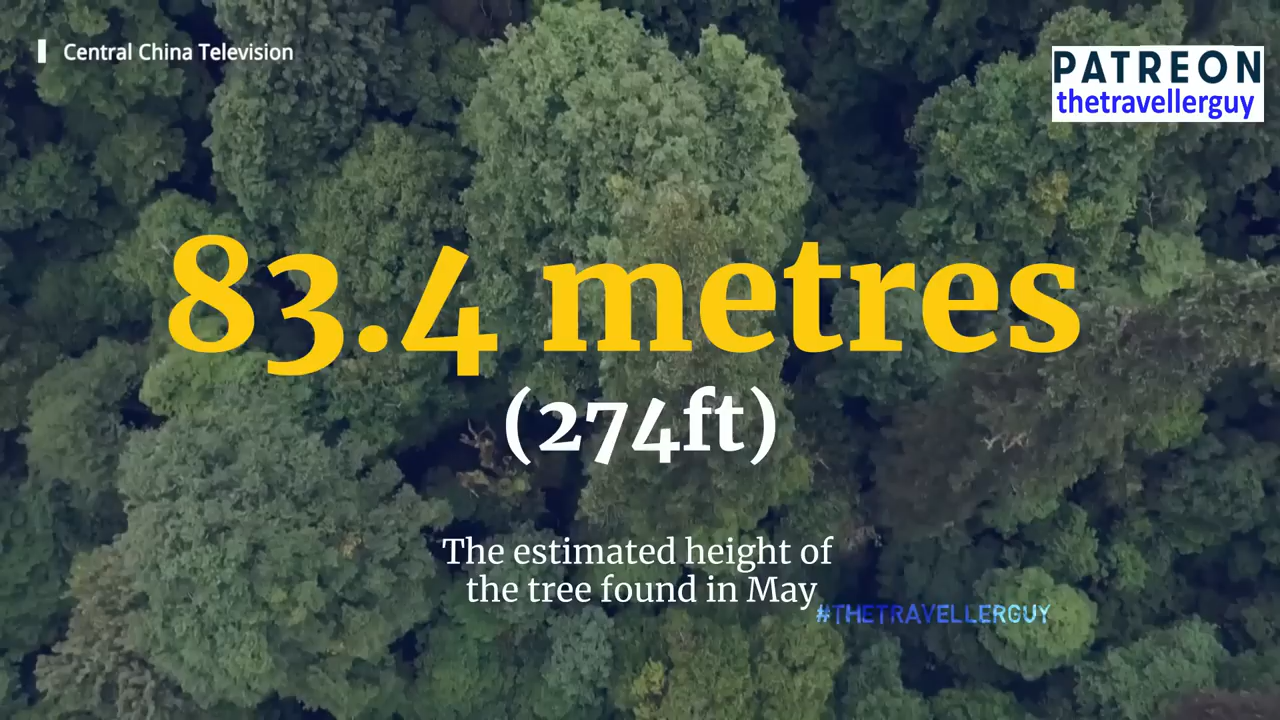 Central China Television
PATREON
thetravellerguy
83.4 metres
(274ft)
The estimated height of
the tree found in May
#THETRAVELLERGUY